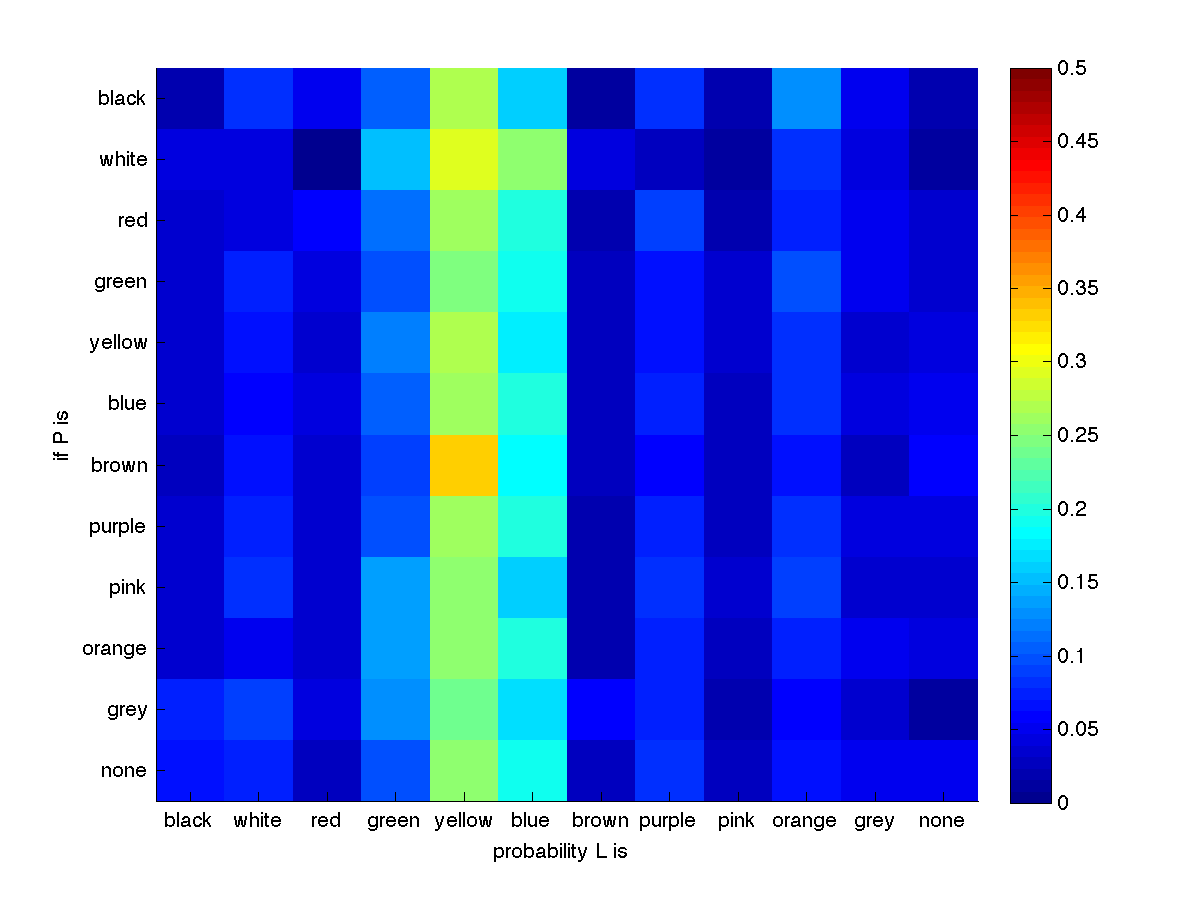 black
white
red
green
yellow
blue
brown
purple
pink
orange
grey
none
if P is
black white red green yellow blue brown purple pink orange grey none
probability L is
0.5
0.45
0.4
0.35
0.3
0.25
0.2
0.15
0.1
0.05
0